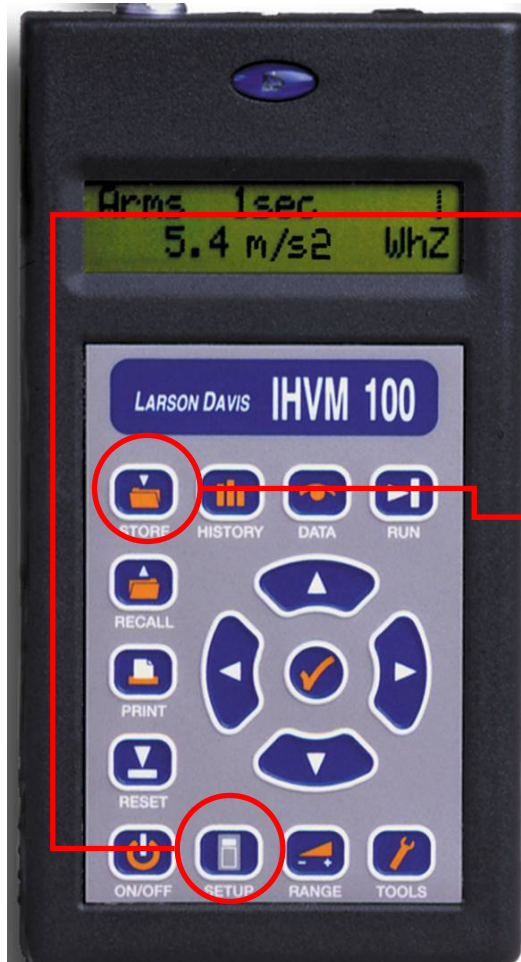 Arms 1sec
5.4 m/s2 WhZ
LARSON DAVIS IHVM 100
STORE HISTORY DATA RUN
RECALL
PRINT
RESET
ON/OFF SETUP RANGE TOOLS